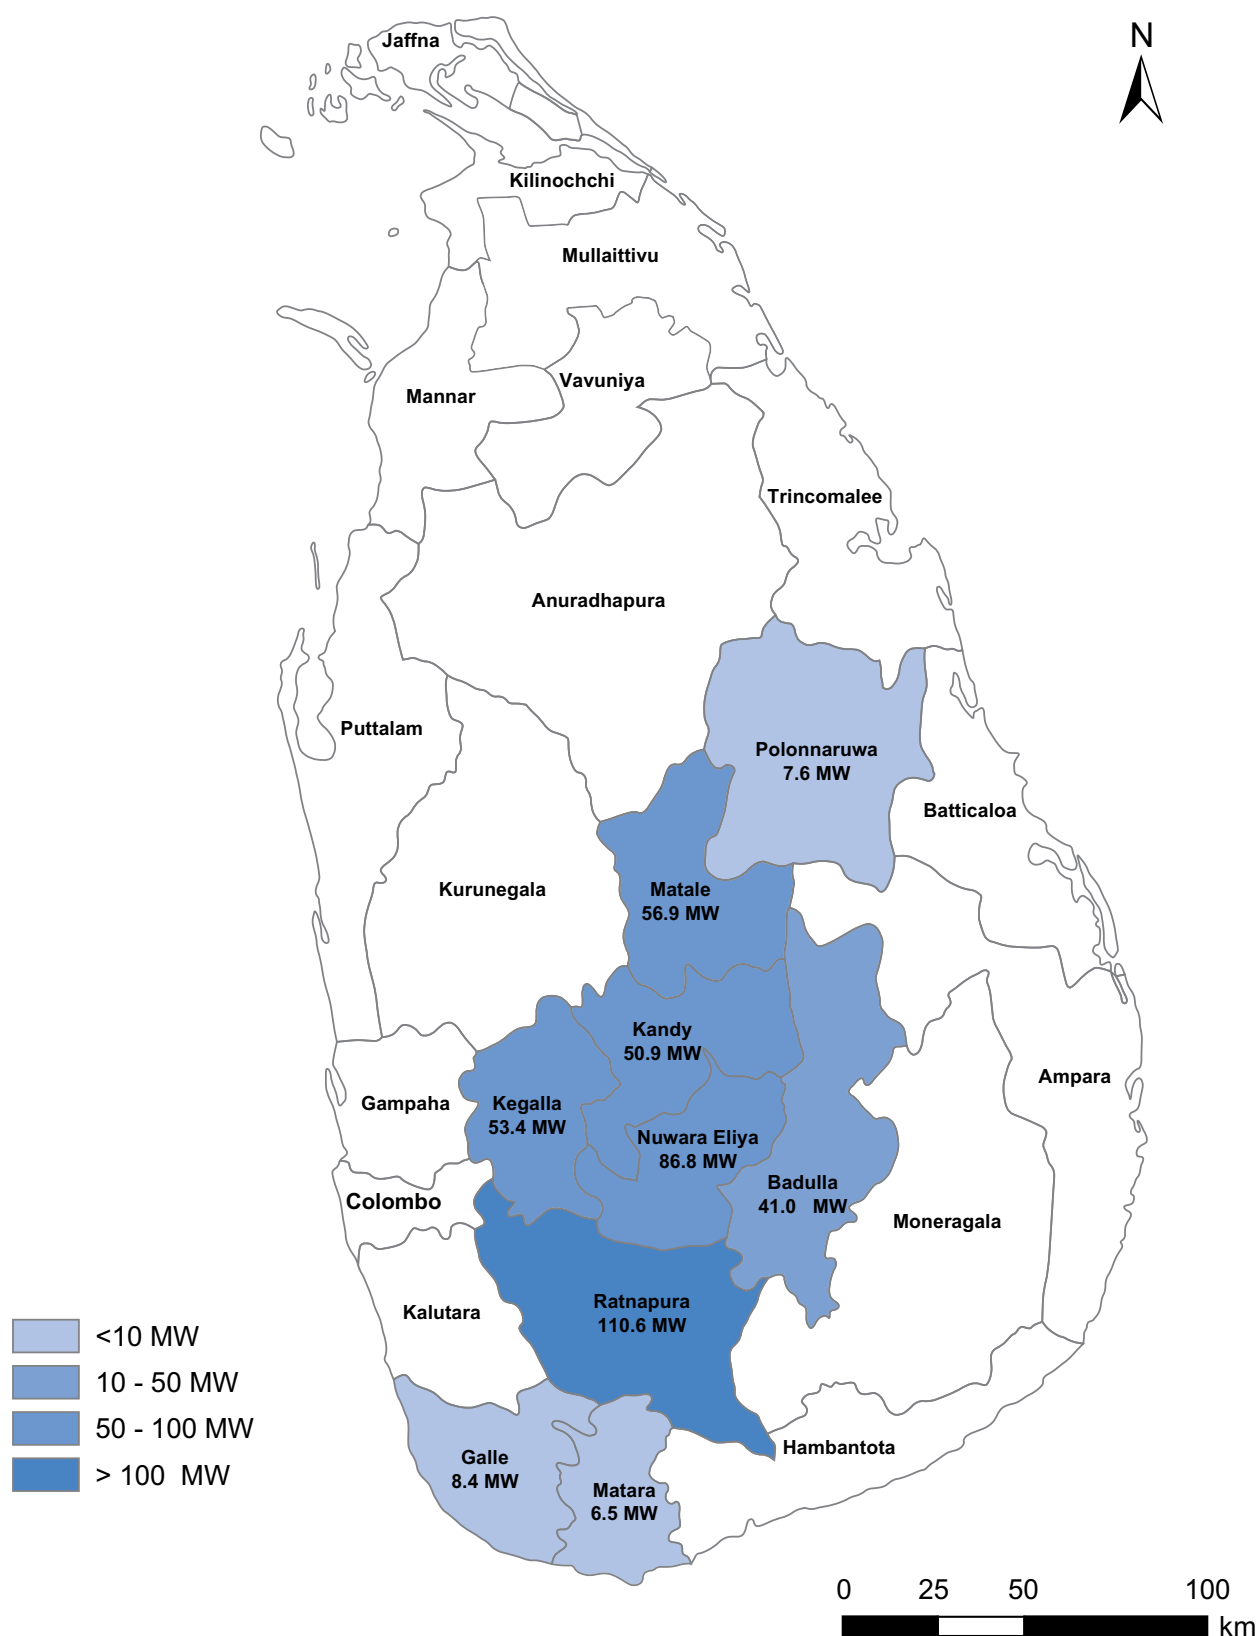 Jaffna
N
Kilinochchi
Mullaittivu
Vavuniya
Mannar
Trincomalee
Anuradhapura
Puttalam
Polonnaruwa
7.6 MW
Batticaloa
Kurunegala
Matale
56.9 MW
Kandy
50.9 MW
Ampara
Gampaha
Kegalla
53.4 MW
Nuwara Eliya
86.8 MW
Badulla
41.0 MW
Colombo
Moneragala
Ratnapura
110.6 MW
Kalutara
<10 MW
10 - 50 MW
50 - 100 MW
> 100 MW
Hambantota
Galle
8.4 MW
Matara
6.5 MW
0 25 50 100
km